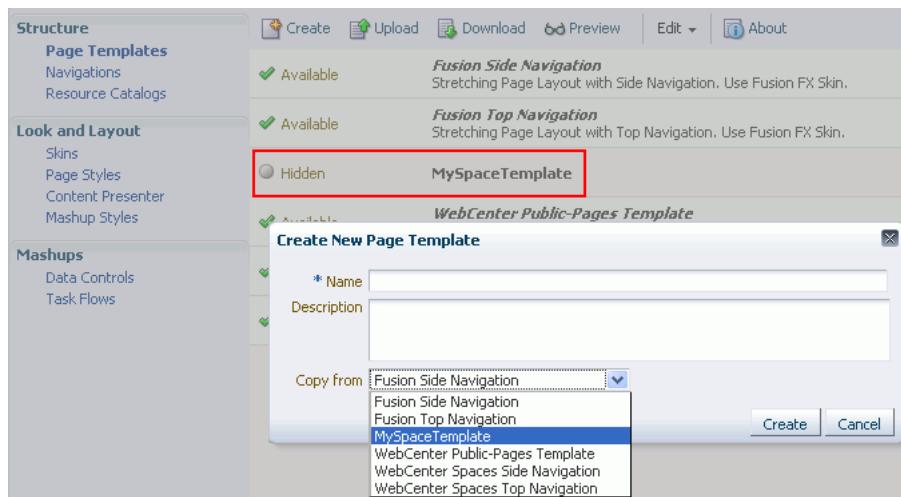 Structure
Page Templates
Navigations
Resource Catalogs
Look and Layout
Skins
Page Styles
Content Presenter
Mashup Styles
Mashups
Data Controls
Task Flows
Create Upload Download Preview Edit About
Available Fusion Side Navigation
Stretching Page Layout with Side Navigation. Use Fusion FX Skin.
Available Fusion Top Navigation
Stretching Page Layout with Top Navigation. Use Fusion FX Skin.
Hidden MySpaceTemplate
WebCenter Public-Pages Template
Create New Page Template
* Name
Description
Copy from Fusion Side Navigation
Fusion Side Navigation
Fusion Top Navigation
MySpaceTemplate
WebCenter Public-Pages Template
WebCenter Spaces Side Navigation
WebCenter Spaces Top Navigation
Create Cancel